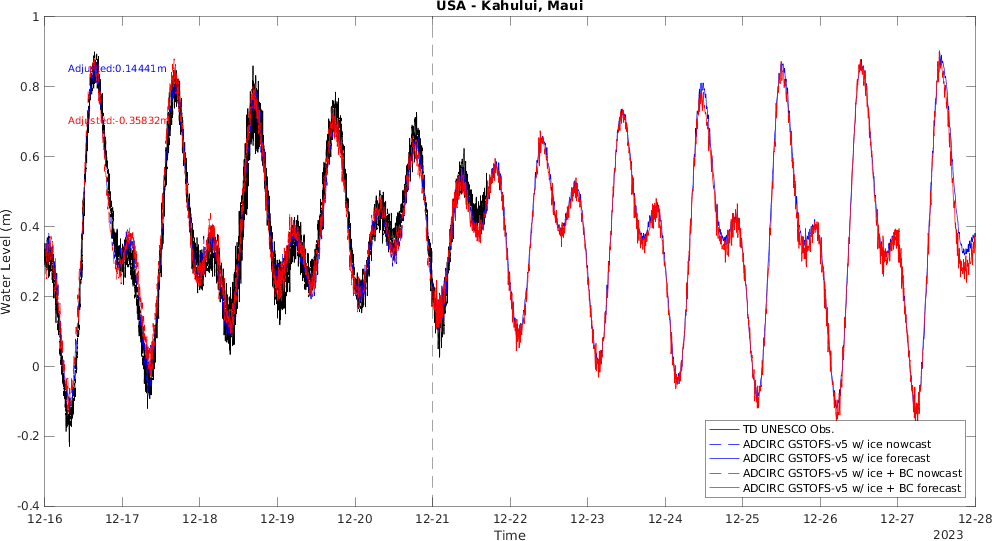 USA - Kahului, Maui
1
0.8
0.6
0.4
0.2
0
-0.2
-0.4
Water Level (m)
Adjusted:0.14441m
Adjusted:-0.35832m
TD UNESCO Obs.
ADCIRC GSTOFS-v5 w/ ice nowcast
ADCIRC GSTOFS-v5 w/ ice forecast
ADCIRC GSTOFS-v5 w/ ice + BC nowcast
ADCIRC GSTOFS-v5 w/ ice + BC forecast
12-16 12-17 12-18 12-19 12-20 12-21 12-22 12-23 12-24 12-25 12-26 12-27 12-28
Time
2023